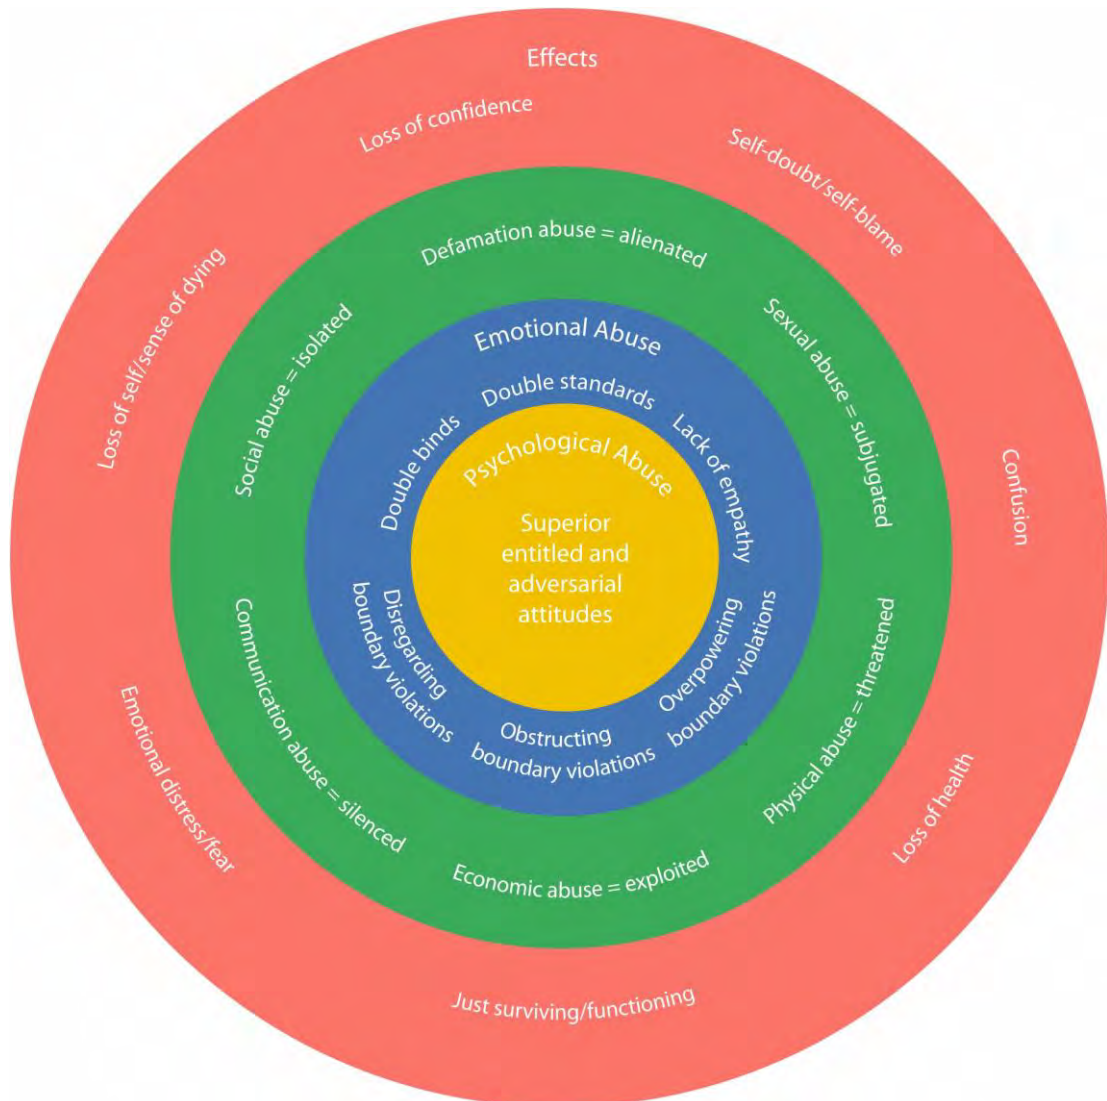 Effects
Loss of confidence
Self-doubt/self-blame
Confusion
Loss of health
Just surviving/functioning
Emotional distress/fear
Loss of self/sense of dying
Defamation abuse = alienated
Sexual abuse = subjugated
Physical abuse = threatened
Economic abuse = exploited
Communication abuse = silenced
Social abuse = isolated
Emotional Abuse
Double standards
Lack of empathy
Overpowering
boundary violations
Obstructing
boundary violations
Disregarding
boundary violations
Double binds
Psychological Abuse
Superior
entitled and
adversarial
attitudes